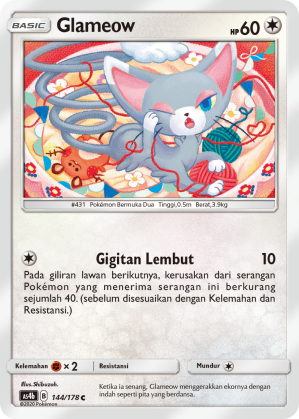 BASIC Glameow HP60
#431 Pokémon Bermuka Dua Tinggi,0.5m Berat,3.9kg
Gigitan Lembut 10
Pada giliran lawan berikutnya, kerusakan dari serangan
Pokémon yang menerima serangan ini berkurang
sejumlah 40. (sebelum disesuaikan dengan Kelemahan dan
Resistansi.)
Kelemahan × 2 Resistansi Mundur
Illus. Shibuzoh.
AS4b B 144/178 C
©2020 Pokémon
Ketika ia senang, Glameow menggerakkan ekornya dengan
indah seperti pita yang berdansa.